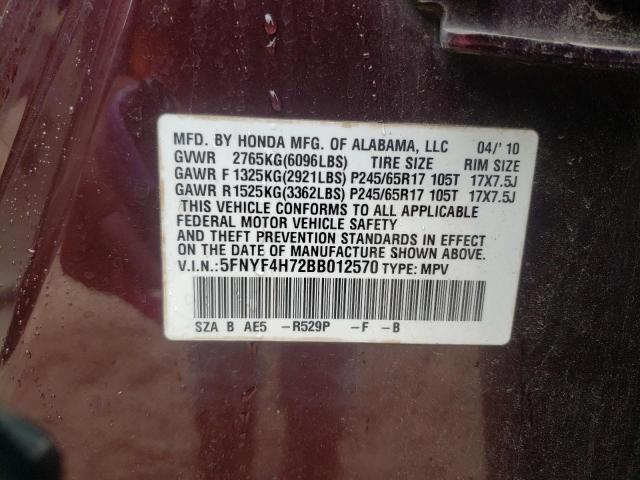 MFD. BY HONDA MFG. OF ALABAMA, LLC 04/'10
GVWR 2765KG(6096LBS) TIRE SIZE RIM SIZE
GAWR F 1325KG(2921LBS) P245/65R17 105T 17X7.5J
GAWR R1525KG(3362LBS) P245/65R17 105T 17X7.5J
THIS VEHICLE CONFORMS TO ALL APPLICABLE
FEDERAL MOTOR VEHICLE SAFETY
AND THEFT PREVENTION STANDARDS IN EFFECT
ON THE DATE OF MANUFACTURE SHOWN ABOVE.
V.I.N.:5FNYF4H72BB012570 TYPE: MPV
SZA B AE5 -R529P -F -B